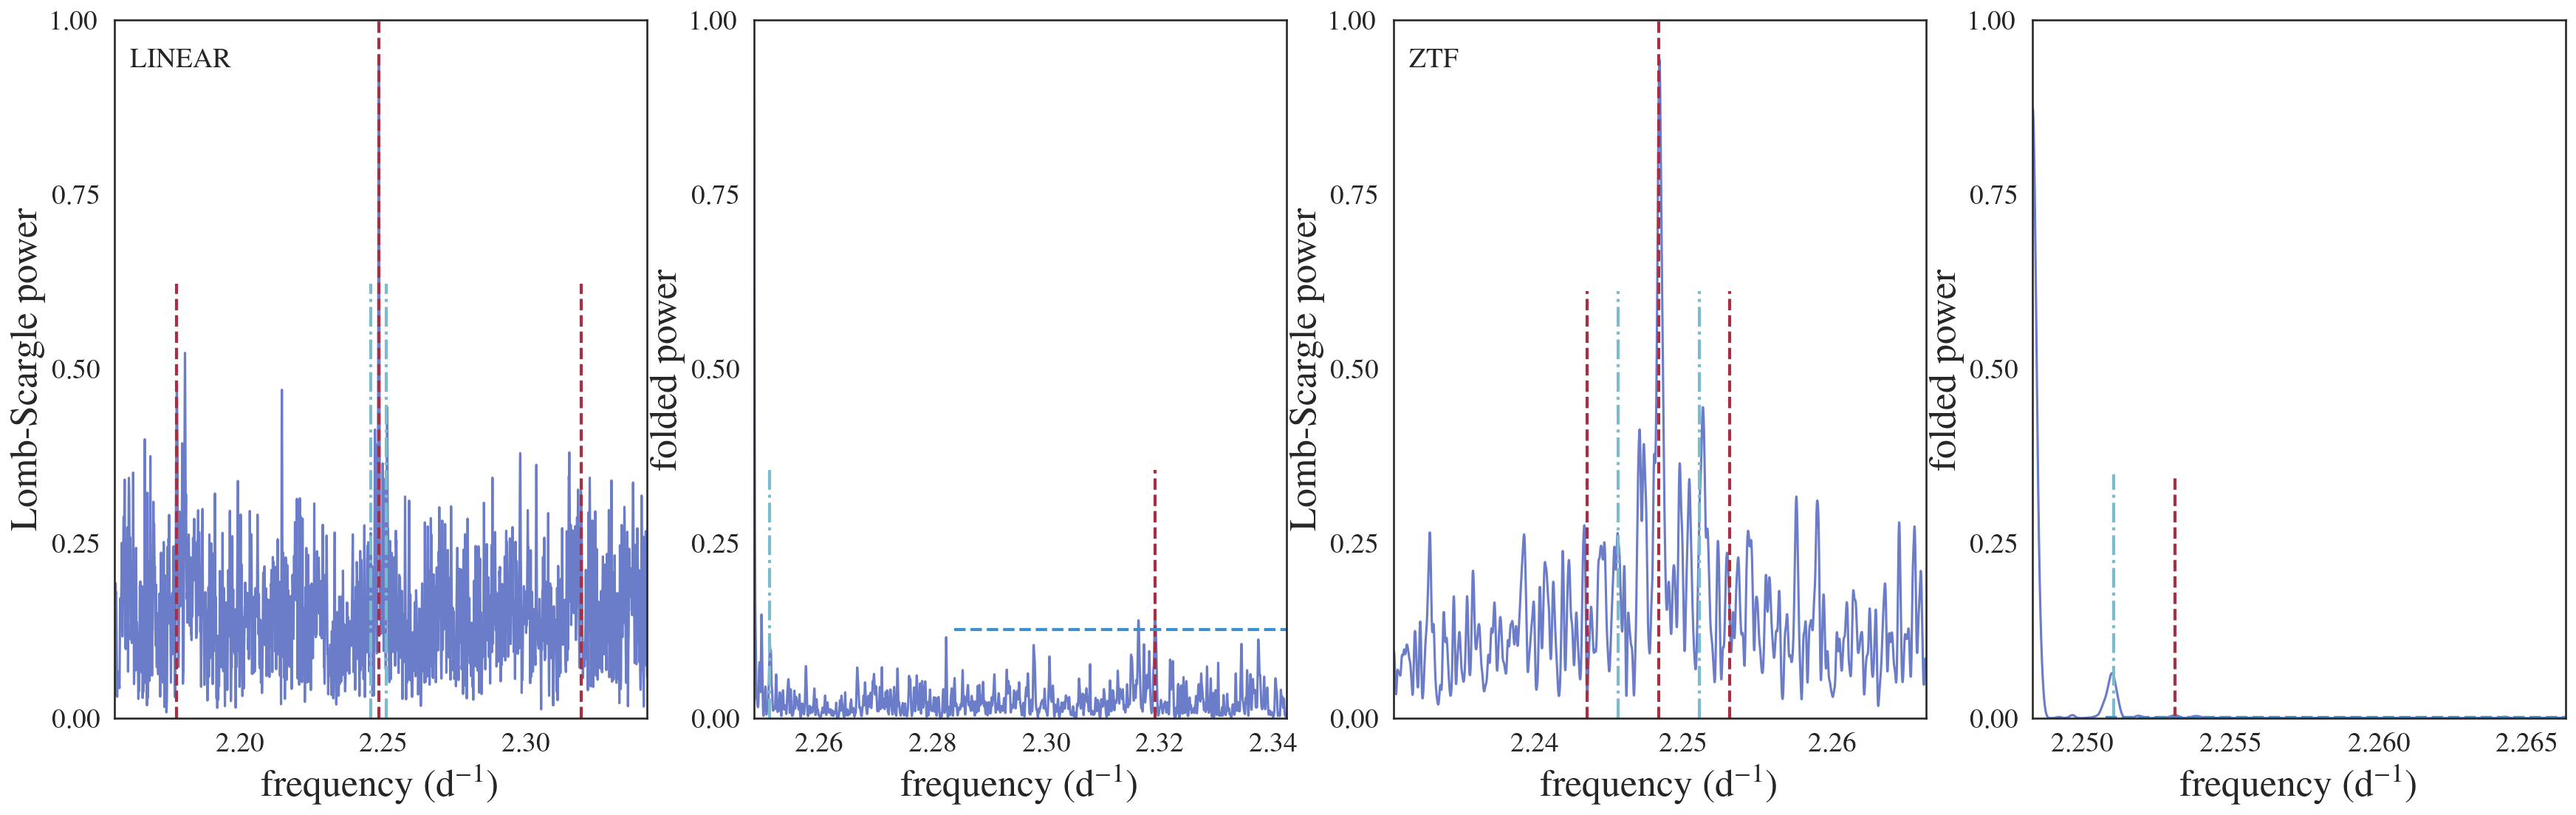 LINEAR
Lomb-Scargle power
1.00
0.75
0.50
0.25
0.00
2.20 2.25 2.30
frequency (d⁻¹)
folded power
1.00
0.75
0.50
0.25
0.00
2.26 2.28 2.30 2.32 2.34
frequency (d⁻¹)
ZTF
Lomb-Scargle power
1.00
0.75
0.50
0.25
0.00
2.24 2.25 2.26
frequency (d⁻¹)
folded power
1.00
0.75
0.50
0.25
0.00
2.250 2.255 2.260 2.265
frequency (d⁻¹)